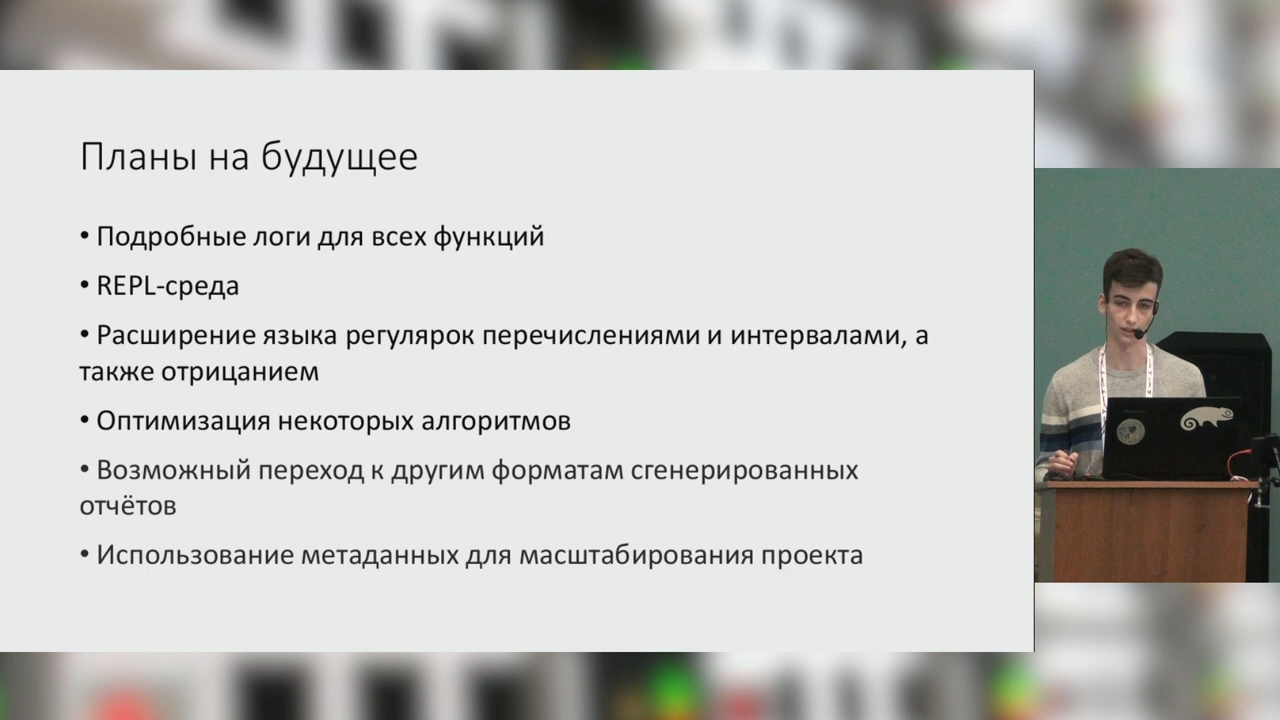 Планы на будущее
• Подробные логи для всех функций
• REPL-среда
• Расширение языка регулярок перечислениями и интервалами, а
также отрицанием
• Оптимизация некоторых алгоритмов
• Возможный переход к другим форматам сгенерированных
отчётов
• Использование метаданных для масштабирования проекта